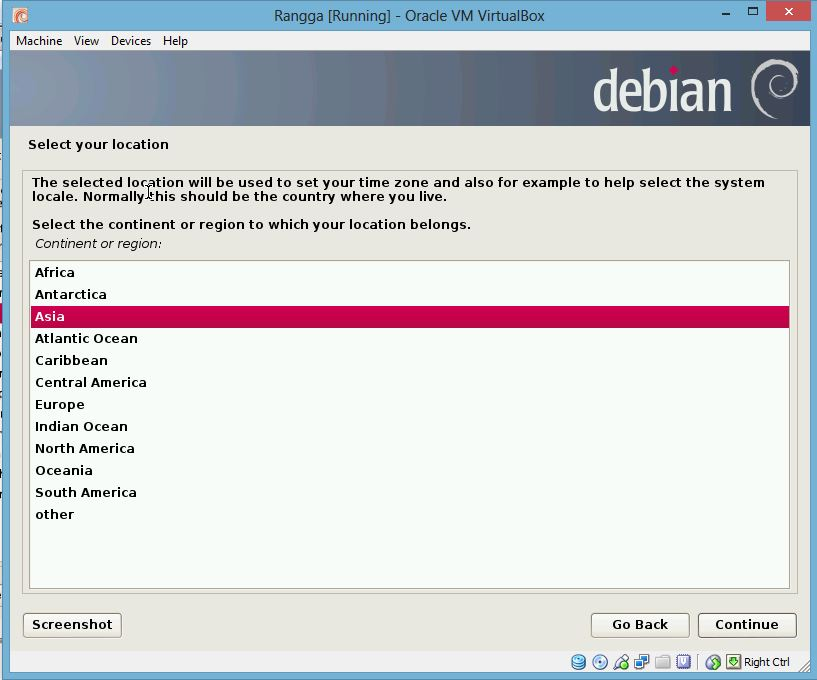 Rangga [Running] - Oracle VM VirtualBox
Machine View Devices Help
debian
Select your location
The selected location will be used to set your time zone and also for example to help select the system
locale. Normally this should be the country where you live.
Select the continent or region to which your location belongs.
Continent or region:
Africa
Antarctica
Asia
Atlantic Ocean
Caribbean
Central America
Europe
Indian Ocean
North America
Oceania
South America
other
Screenshot Go Back Continue
Right Ctrl